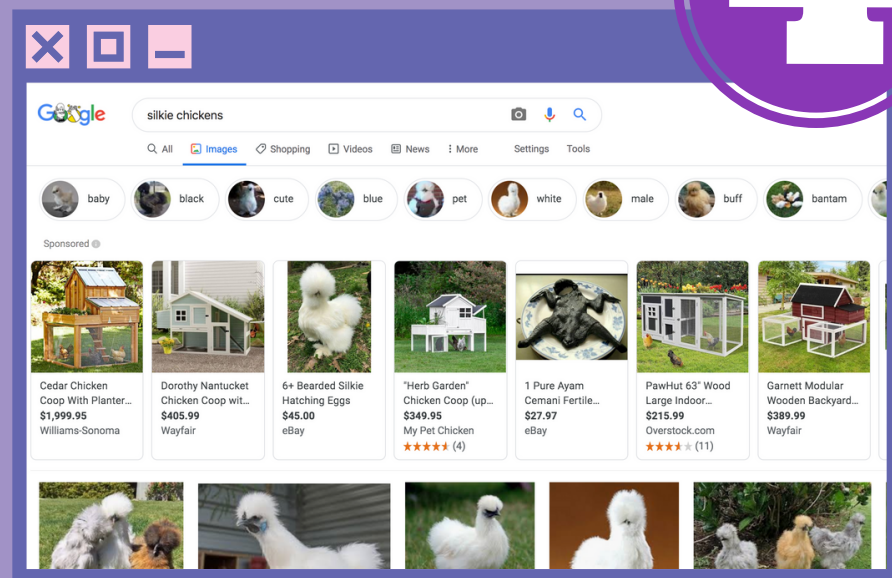 Google
silkie chickens
All Images Shopping Videos News More Settings Tools
baby black cute blue pet white male buff bantam
Sponsored
Cedar Chicken
Coop With Planter...
$1,999.95
Williams-Sonoma
Dorothy Nantucket
Chicken Coop wit...
$405.99
Wayfair
6+ Bearded Silkie
Hatching Eggs
$45.00
eBay
"Herb Garden"
Chicken Coop (up...
$349.95
My Pet Chicken
(4)
1 Pure Ayam
Cemani Fertile...
$27.97
eBay
PawHut 63" Wood
Large Indoor...
$215.99
Overstock.com
(11)
Garnett Modular
Wooden Backyard...
$389.99
Wayfair